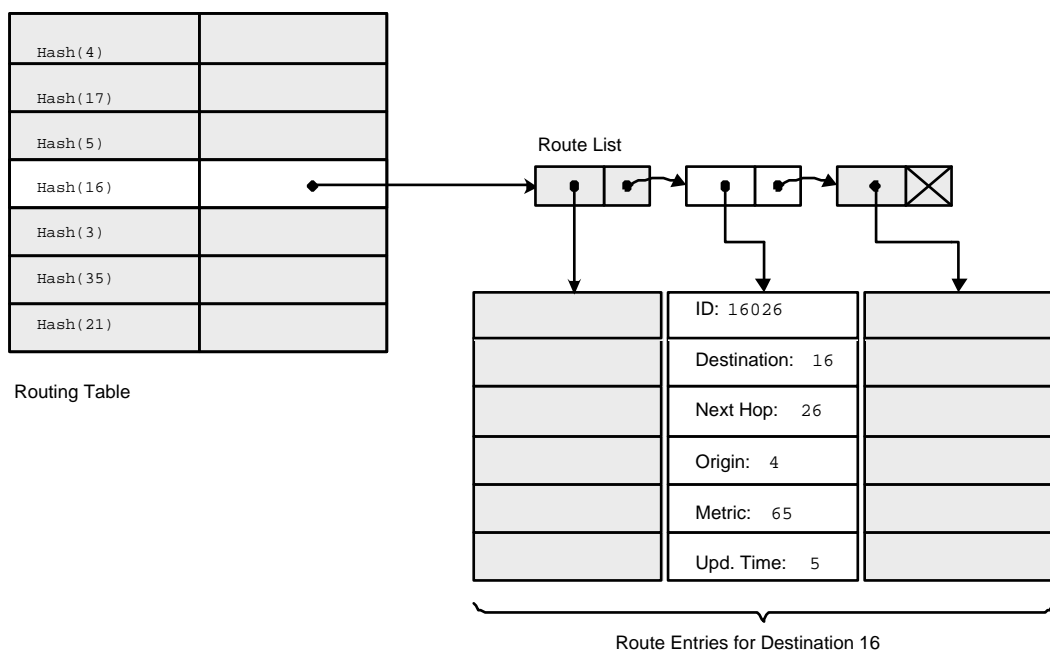 Hash(4)
Hash(17)
Hash(5)
Hash(16)
Hash(3)
Hash(35)
Hash(21)
Routing Table
Route List
ID: 16026
Destination: 16
Next Hop: 26
Origin: 4
Metric: 65
Upd. Time: 5
Route Entries for Destination 16